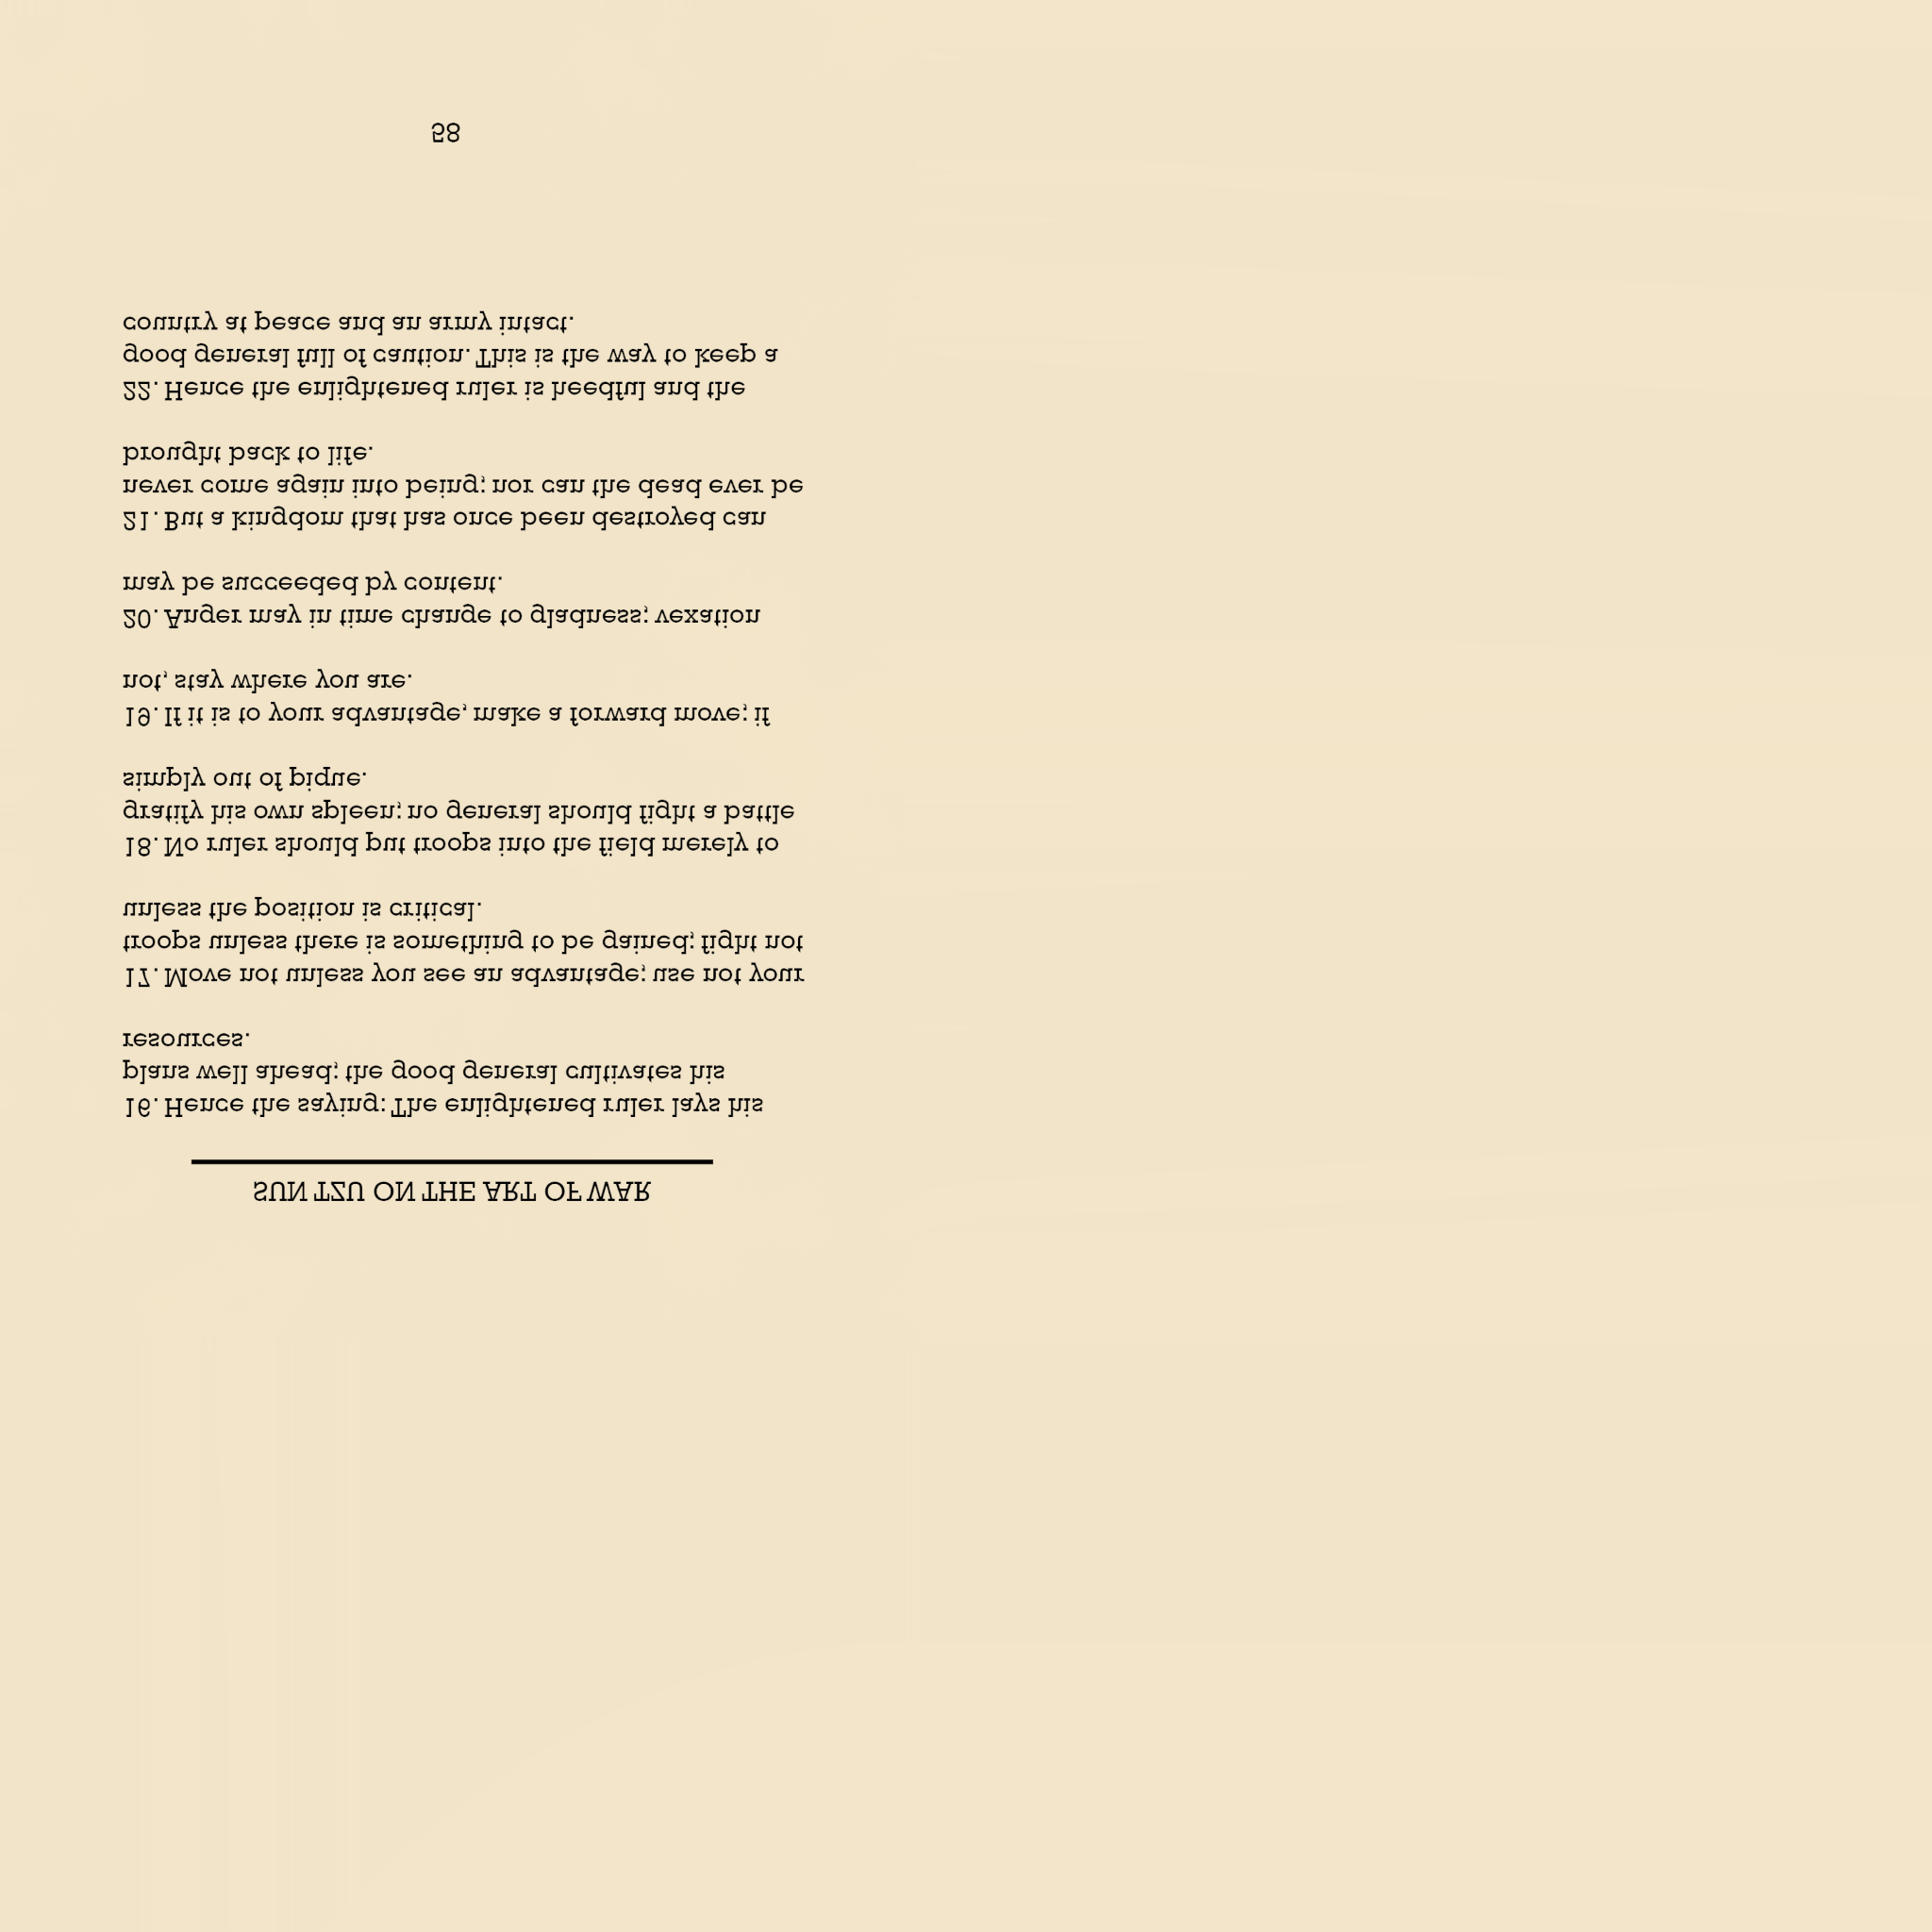 SUN TZU ON THE ART OF WAR
16. Hence the saying: The enlightened ruler lays his
plans well ahead; the good general cultivates his
resources.
17. Move not unless you see an advantage; use not your
troops unless there is something to be gained; fight not
unless the position is critical.
18. No ruler should put troops into the field merely to
gratify his own spleen; no general should fight a battle
simply out of pique.
19. If it is to your advantage, make a forward move; if
not, stay where you are.
20. Anger may in time change to gladness; vexation
may be succeeded by content.
21. But a kingdom that has once been destroyed can
never come again into being; nor can the dead ever be
brought back to life.
22. Hence the enlightened ruler is heedful and the
good general full of caution. This is the way to keep a
country at peace and an army intact.
58